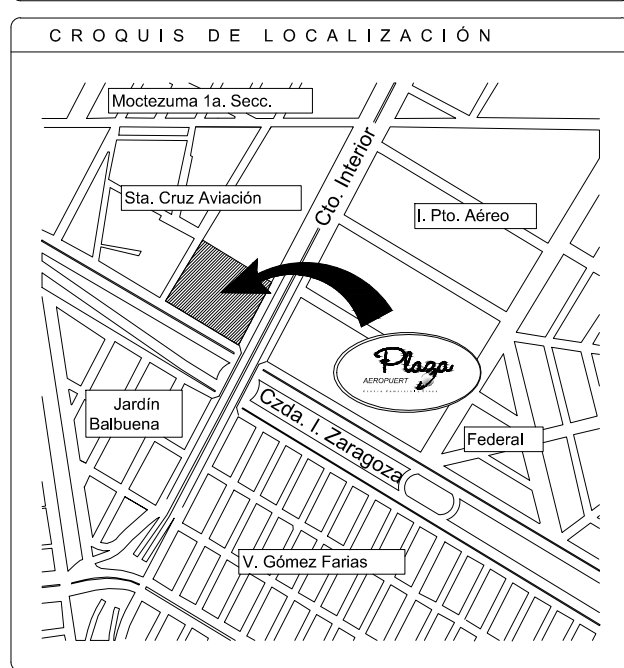 CROQUIS DE LOCALIZACIÓN
Moctezuma 1a. Secc.
Cto. Interior
Sta. Cruz Aviación
I. Pto. Aéreo
Plaza
AEROPUERT
Jardín
Balbuena
Czda. I. Zaragoza
Federal
V. Gómez Farias